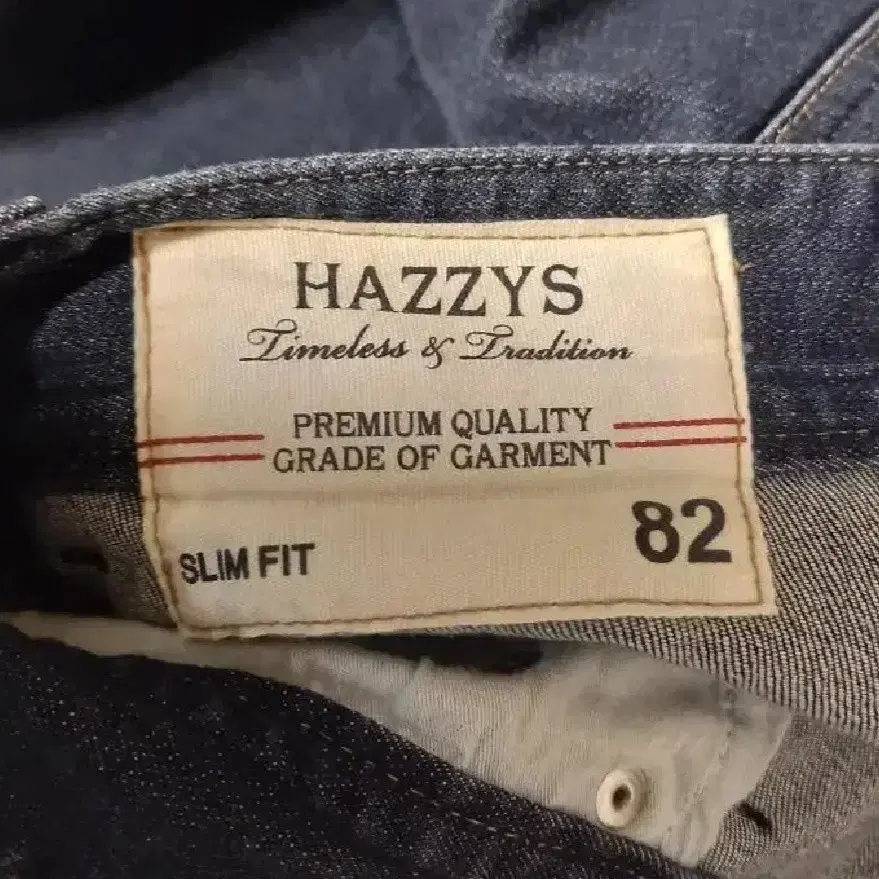 HAZZYS
Timeless & Tradition
PREMIUM QUALITY
GRADE OF GARMENT
SLIM FIT 82